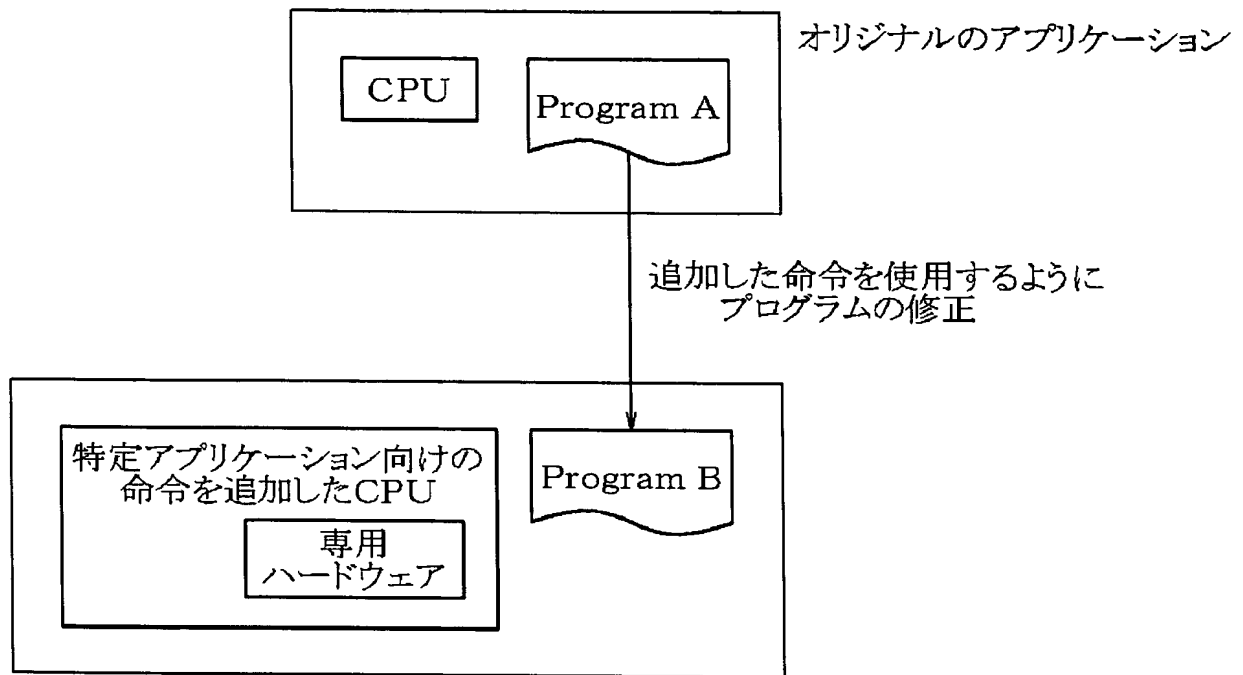 オリジナルのアプリケーション
CPU
Program A
追加した命令を使用するように
プログラムの修正
特定アプリケーション向けの
命令を追加したCPU
専用
ハードウェア
Program B